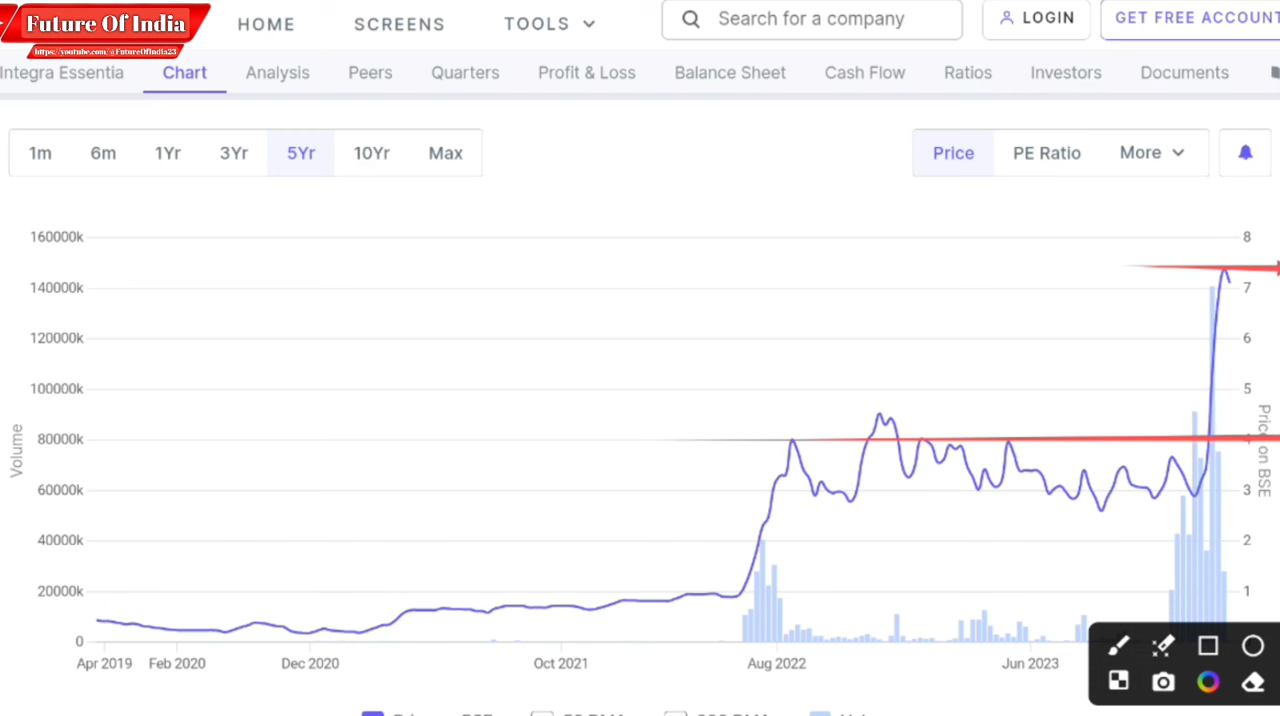 Future Of India
https://youtube.com/@FutureOfIndia23
HOME SCREENS TOOLS
Search for a company
LOGIN
GET FREE ACCOUNT
Integra Essentia Chart Analysis Peers Quarters Profit & Loss Balance Sheet Cash Flow Ratios Investors Documents
1m 6m 1Yr 3Yr 5Yr 10Yr Max
Price PE Ratio More
160000k 8
140000k 7
120000k 6
100000k 5
80000k
60000k 3
40000k 2
20000k 1
0
Volume
Price on BSE
Apr 2019 Feb 2020 Dec 2020 Oct 2021 Aug 2022 Jun 2023